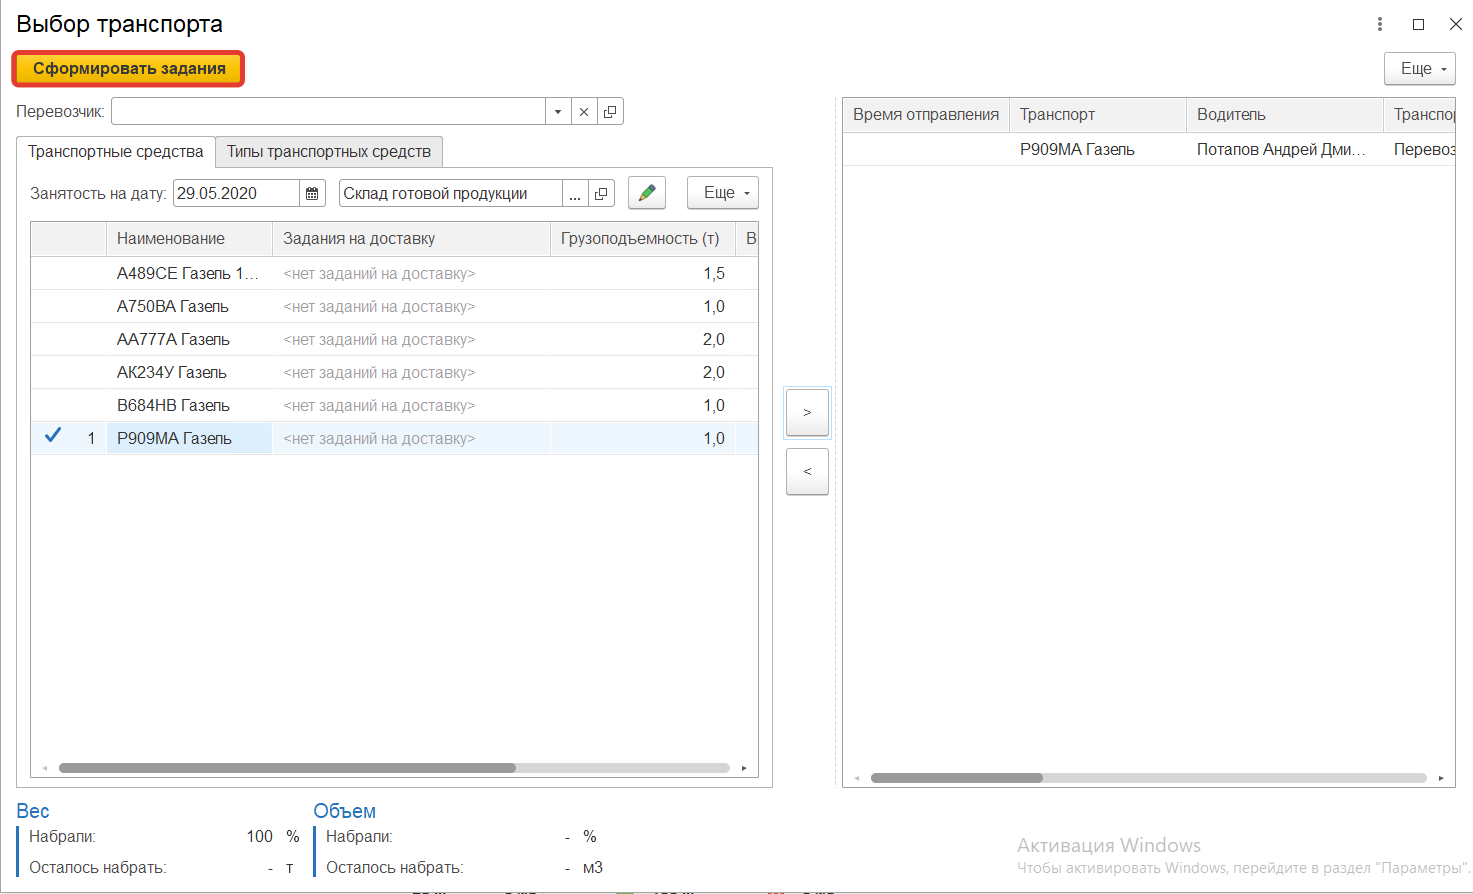 Выбор транспорта
Сформировать задания
Еще
Перевозчик:
Транспортные средства Типы транспортных средств
Занятость на дату: 29.05.2020 Склад готовой продукции ... Еще
Наименование Задания на доставку Грузоподъемность (т) В
А489СЕ Газель 1... <нет заданий на доставку> 1,5
А750ВА Газель <нет заданий на доставку> 1,0
АА777А Газель <нет заданий на доставку> 2,0
АК234У Газель <нет заданий на доставку> 2,0
В684НВ Газель <нет заданий на доставку> 1,0
1 Р909МА Газель <нет заданий на доставку> 1,0
>
<
Время отправления Транспорт Водитель Транспор
Р909МА Газель Потапов Андрей Дми... Перевоз
Вес
Набрали: 100 %
Осталось набрать: - т
Объем
Набрали: - %
Осталось набрать: - м3
Активация Windows
Чтобы активировать Windows, перейдите в раздел "Параметры".